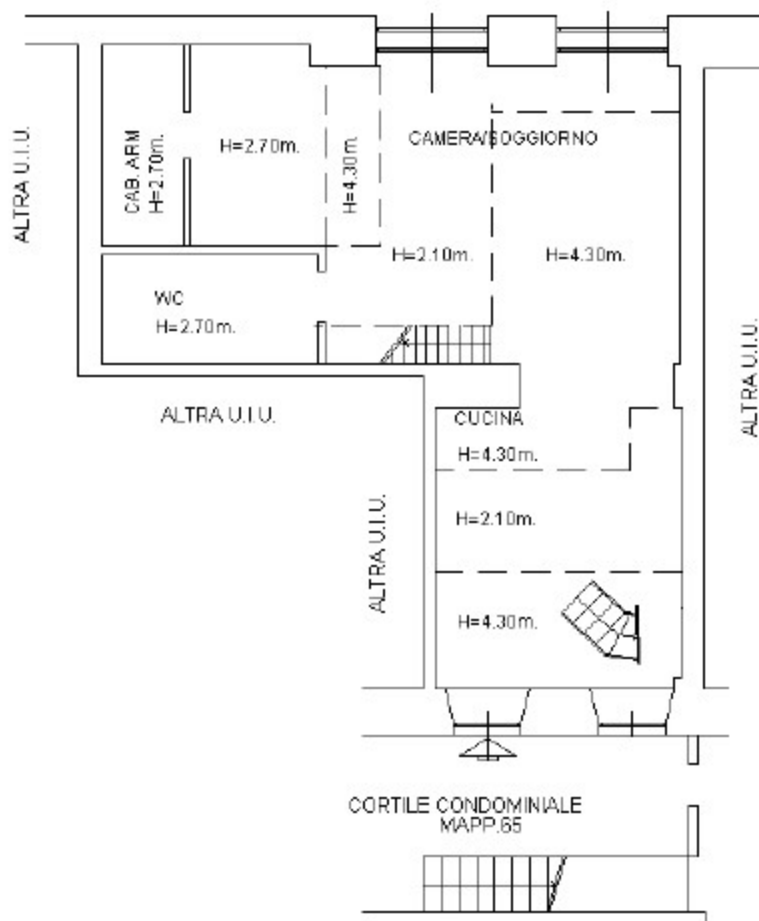 ALTRA U.I.U.
CAB. ARM
H=2.70m.
H=2.70m.
H=4.30m.
CAMERA/SOGGIORNO
H=2.10m.
H=4.30m.
WC
H=2.70m.
ALTRA U.I.U.
ALTRA U.I.U.
CUCINA
H=4.30m.
H=2.10m.
ALTRA U.I.U.
H=4.30m.
CORTILE CONDOMINIALE
MAPP.65